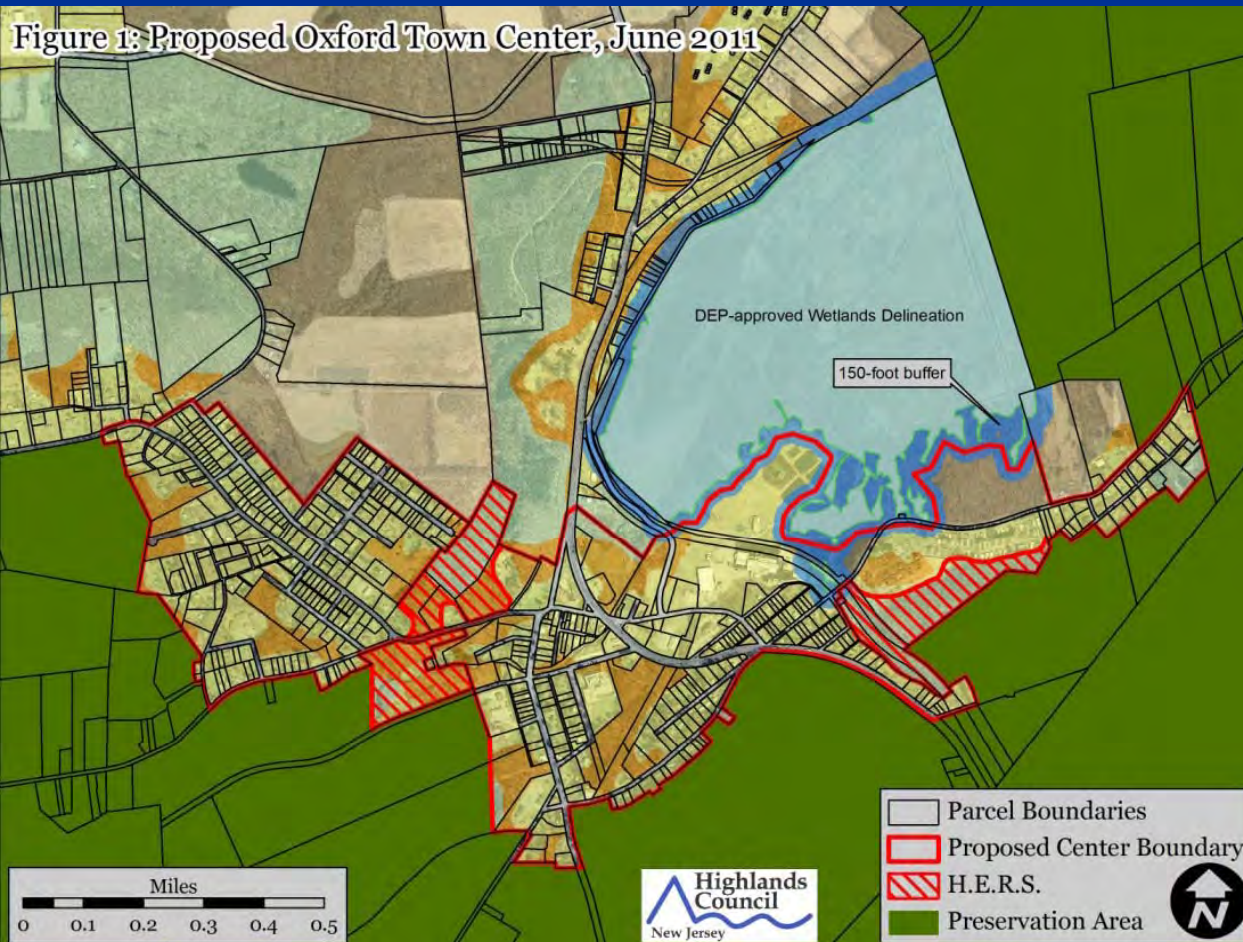 Figure 1: Proposed Oxford Town Center, June 2011
DEP-approved Wetlands Delineation
150-foot buffer
Parcel Boundaries
Proposed Center Boundary
H.E.R.S.
Preservation Area
N
Miles
0 0.1 0.2 0.3 0.4 0.5
Highlands
Council
New Jersey